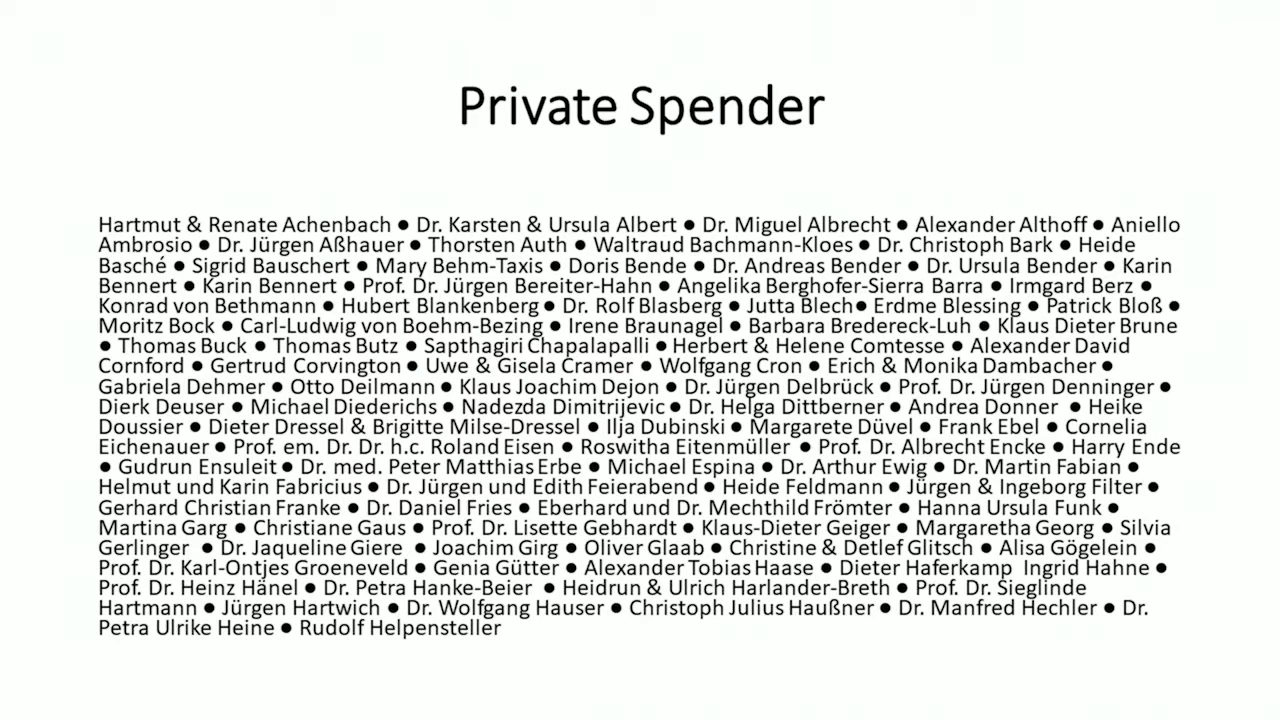 Private Spender
Hartmut & Renate Achenbach ● Dr. Karsten & Ursula Albert ● Dr. Miguel Albrecht ● Alexander Althoff ● Aniello
Ambrosio ● Dr. Jürgen Aßhauer ● Thorsten Auth ● Waltraud Bachmann-Kloes ● Dr. Christoph Bark ● Heide
Basché ● Sigrid Bauschert ● Mary Behm-Taxis ● Doris Bende ● Dr. Andreas Bender ● Dr. Ursula Bender ● Karin
Bennert ● Karin Bennert ● Prof. Dr. Jürgen Bereiter-Hahn ● Angelika Berghofer-Sierra Barra ● Irmgard Berz ●
Konrad von Bethmann ● Hubert Blankenberg ● Dr. Rolf Blasberg ● Jutta Blech● Erdme Blessing ● Patrick Bloß ●
Moritz Bock ● Carl-Ludwig von Boehm-Bezing ● Irene Braunagel ● Barbara Bredereck-Luh ● Klaus Dieter Brune
● Thomas Buck ● Thomas Butz ● Sapthagiri Chapalapalli ● Herbert & Helene Comtesse ● Alexander David
Cornford ● Gertrud Corvington ● Uwe & Gisela Cramer ● Wolfgang Cron ● Erich & Monika Dambacher ●
Gabriela Dehmer ● Otto Deilmann ● Klaus Joachim Dejon ● Dr. Jürgen Delbrück ● Prof. Dr. Jürgen Denninger ●
Dierk Deuser ● Michael Diederichs ● Nadezda Dimitrijevic ● Dr. Helga Dittberner ● Andrea Donner ● Heike
Doussier ● Dieter Dressel & Brigitte Milse-Dressel ● Ilja Dubinski ● Margarete Düvel ● Frank Ebel ● Cornelia
Eichenauer ● Prof. em. Dr. Dr. h.c. Roland Eisen ● Roswitha Eitenmüller ● Prof. Dr. Albrecht Encke ● Harry Ende
● Gudrun Ensuleit ● Dr. med. Peter Matthias Erbe ● Michael Espina ● Dr. Arthur Ewig ● Dr. Martin Fabian ●
Helmut und Karin Fabricius ● Dr. Jürgen und Edith Feierabend ● Heide Feldmann ● Jürgen & Ingeborg Filter ●
Gerhard Christian Franke ● Dr. Daniel Fries ● Eberhard und Dr. Mechthild Frömter ● Hanna Ursula Funk ●
Martina Garg ● Christiane Gaus ● Prof. Dr. Lisette Gebhardt ● Klaus-Dieter Geiger ● Margaretha Georg ● Silvia
Gerlinger ● Dr. Jaqueline Giere ● Joachim Girg ● Oliver Glaab ● Christine & Detlef Glitsch ● Alisa Gögelein ●
Prof. Dr. Karl-Ontjes Groeneveld ● Genia Gütter ● Alexander Tobias Haase ● Dieter Haferkamp Ingrid Hahne ●
Prof. Dr. Heinz Hänel ● Dr. Petra Hanke-Beier ● Heidrun & Ulrich Harlander-Breth ● Prof. Dr. Sieglinde
Hartmann ● Jürgen Hartwich ● Dr. Wolfgang Hauser ● Christoph Julius Haußner ● Dr. Manfred Hechler ● Dr.
Petra Ulrike Heine ● Rudolf Helpensteller